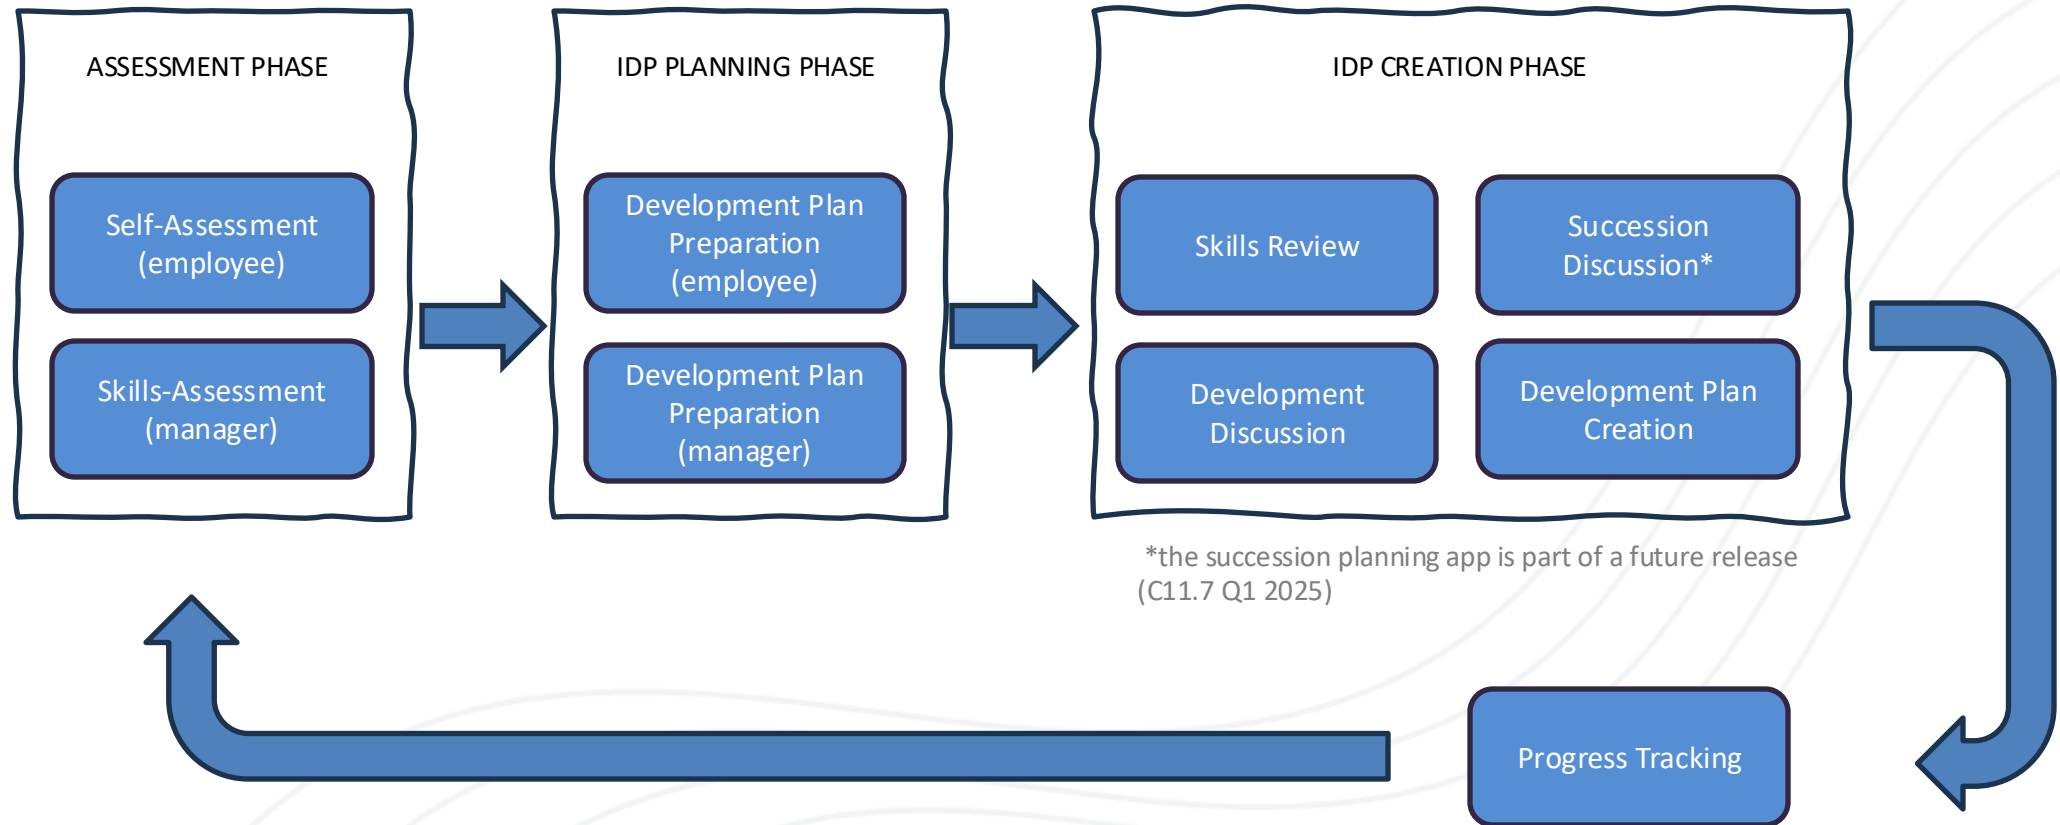 ASSESSMENT PHASE
Self-Assessment
(employee)
Skills-Assessment
(manager)
IDP PLANNING PHASE
Development Plan
Preparation
(employee)
Development Plan
Preparation
(manager)
IDP CREATION PHASE
Skills Review
Succession
Discussion*
Development
Discussion
Development Plan
Creation
*the succession planning app is part of a future release
(C11.7 Q1 2025)
Progress Tracking